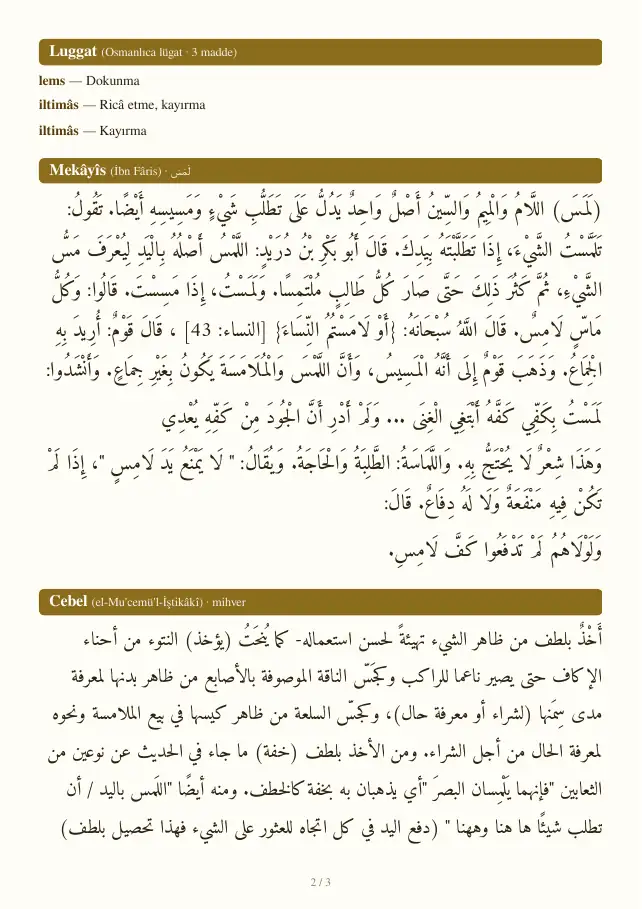 Luggat (Osmanlıca lügat · 3 madde)
lems — Dokunma
iltimâs — Ricâ etme, kayırma
iltimâs — Kayırma
Mekâyîs (İbn Fâris) · لَمَسَ
(لَمَسَ) اللَّامُ وَالْمِيمُ وَالسِّينُ أَصْلٌ وَاحِدٌ يَدُلُّ عَلَى تَطَلُّبِ شَيْءٍ وَمَسِيسِهِ أَيْضًا. تَقُولُ:
تَلَمَّسْتُ الشَّيْءَ، إِذَا تَطَلَّبْتَهُ بِيَدِكَ. قَالَ أَبُو بَكْرِ بْنُ دُرَيْدٍ: اللَّمْسُ أَصْلُهُ بِالْيَدِ لِيُعْرَفَ مَسُّ
الشَّيْءِ، ثُمَّ كَثُرَ ذَلِكَ حَتَّى صَارَ كُلُّ طَالِبٍ مُلْتَمِسًا. وَلَمَسْتُ، إِذَا مَسِسْتَ. قَالُوا: وَكُلُّ
مَاسٍّ لَامِسٌ. قَالَ اللَّهُ سُبْحَانَهُ: {أَوْ لَامَسْتُمُ النِّسَاءَ} [النساء: 43] ، قَالَ قَوْمٌ: أُرِيدَ بِهِ
الْجِمَاعُ. وَذَهَبَ قَوْمٌ إِلَى أَنَّهُ الْمَسِيسُ، وَأَنَّ اللَّمْسَ وَالْمُلَامَسَةَ يَكُونُ بِغَيْرِ جِمَاعٍ. وَأَنْشَدُوا:
لَمَسْتُ بِكَفِّي كَفَّهُ أَبْتَغِي الْغِنَى ... وَلَمْ أَدْرِ أَنَّ الْجُودَ مِنْ كَفِّهِ يُعْدِي
وَهَذَا شِعْرٌ لَا يُحْتَجُّ بِهِ. وَاللَّمَاسَةُ: الطَّلِبَةُ وَالْحَاجَةُ. وَيُقَالُ: " لَا يَمْنَعُ يَدَ لَامِسٍ "، إِذَا لَمْ
تَكُنْ فِيهِ مَنْفَعَةٌ وَلَا لَهُ دِفَاعٌ. قَالَ:
وَلَوْلَاهُمُ لَمْ تَدْفَعُوا كَفَّ لَامِسِ.
Cebel (el-Mu'cemü'l-İştikâkî) · mihver
أَخْذٌ بلطف من ظاهر الشيء تهيئةً لحسن استعماله- كما يُنحَتُ (يؤخذ) النتوء من أحناء
الإكاف حتى يصير ناعما للراكب وكجَسّ الناقة الموصوفة بالأصابع من ظاهر بدنها لمعرفة
مدى سِمَنها (لشراء أو معرفة حال)، وكجسّ السلعة من ظاهر كيسها في بيع الملامسة ونحوه
لمعرفة الحال من أجل الشراء. ومن الأخذ بلطف (خفة) ما جاء في الحديث عن نوعين من
الثعابين "فإنهما يَلْمِسان البصرَ "أي يذهبان به بخفة كالخطف. ومنه أيضًا "اللَمس باليد / أن
تطلب شيئًا ها هنا وههنا " (دفع اليد في كل اتجاه للعثور على الشيء فهذا تحصيل بلطف)
2 / 3